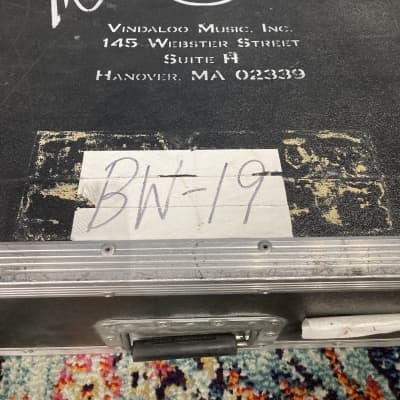 Vindaloo Music, Inc.
145 Webster Street
Suite H
Hanover, MA 02339
BW-19